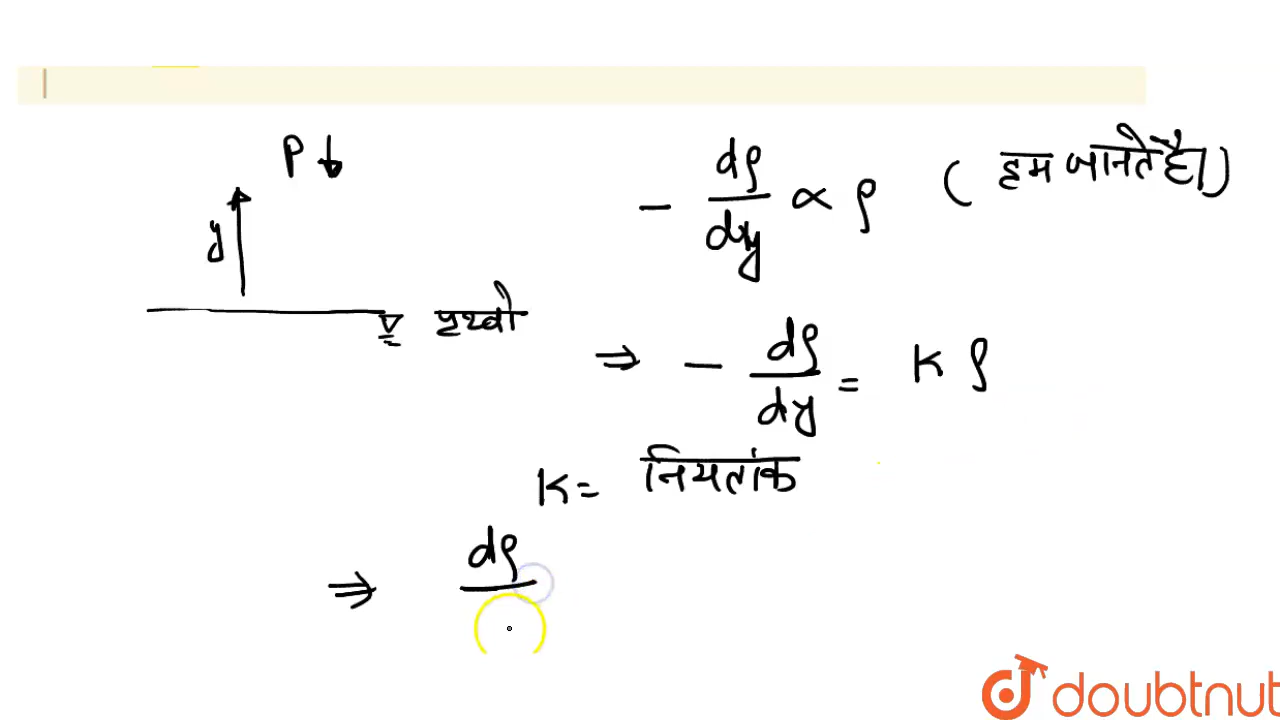 P ↓
y
पृथ्वी
- dρ/dy ∝ ρ ( हम जानते है। )
⇒ - dρ/dy = K ρ
K = नियतांक
⇒ dρ
doubtnut